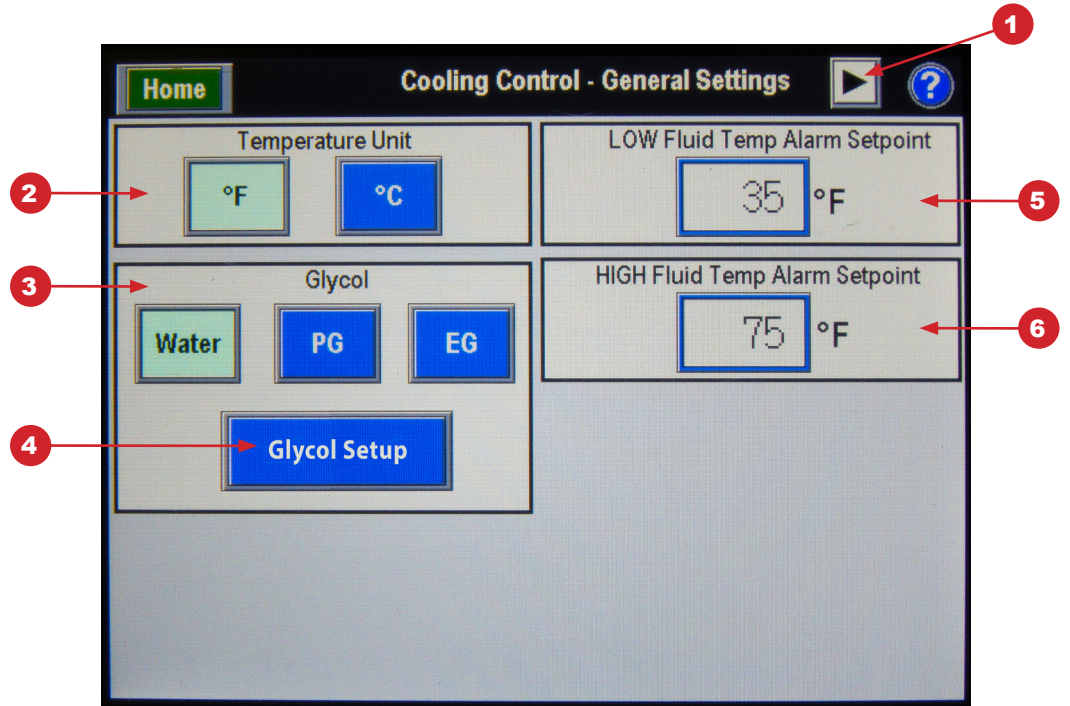 1
Home
Cooling Control - General Settings
?
Temperature Unit
°F
°C
2
LOW Fluid Temp Alarm Setpoint
35 °F
5
3
Glycol
Water
PG
EG
HIGH Fluid Temp Alarm Setpoint
75 °F
6
4
Glycol Setup